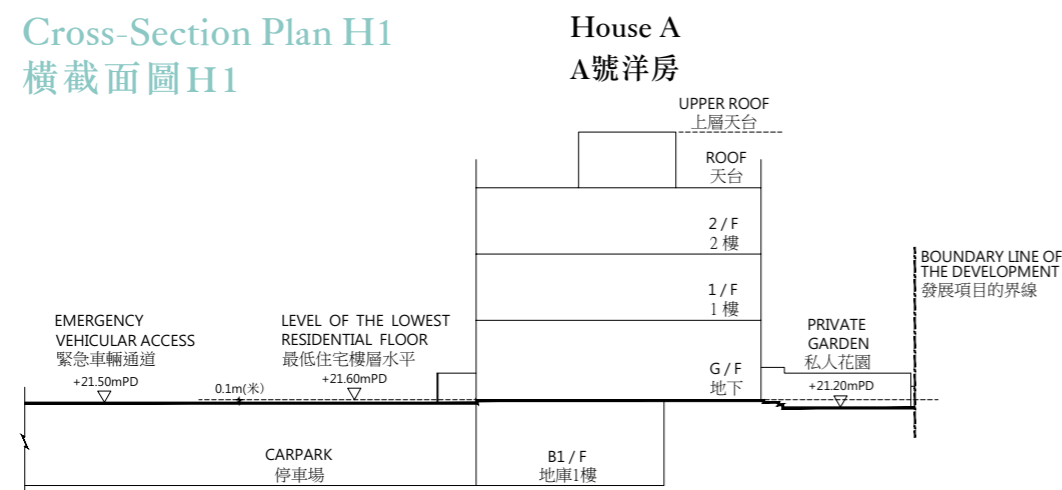 Cross-Section Plan H1
橫截面圖H1
House A
A號洋房
UPPER ROOF
上層天台
ROOF
天台
2 / F
2 樓
1 / F
1 樓
G / F
地下
BOUNDARY LINE OF
THE DEVELOPMENT
發展項目的界線
EMERGENCY
VEHICULAR ACCESS
緊急車輛通道
+21.50mPD
0.1m(米)
LEVEL OF THE LOWEST
RESIDENTIAL FLOOR
最低住宅樓層水平
+21.60mPD
PRIVATE
GARDEN
私人花園
+21.20mPD
CARPARK
停車場
B1 / F
地庫1樓